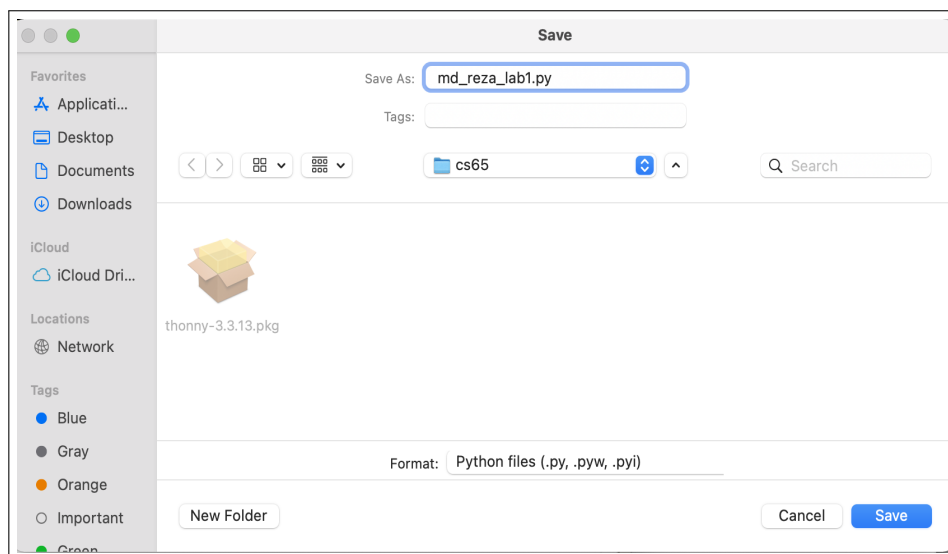 Save
Favorites
Applicati...
Desktop
Documents
Downloads
iCloud
iCloud Dri...
Locations
Network
Tags
Blue
Gray
Orange
Important
Green
Save As: md_reza_lab1.py
Tags:
cs65
Search
thonny-3.3.13.pkg
Format: Python files (.py, .pyw, .pyi)
New Folder
Cancel
Save